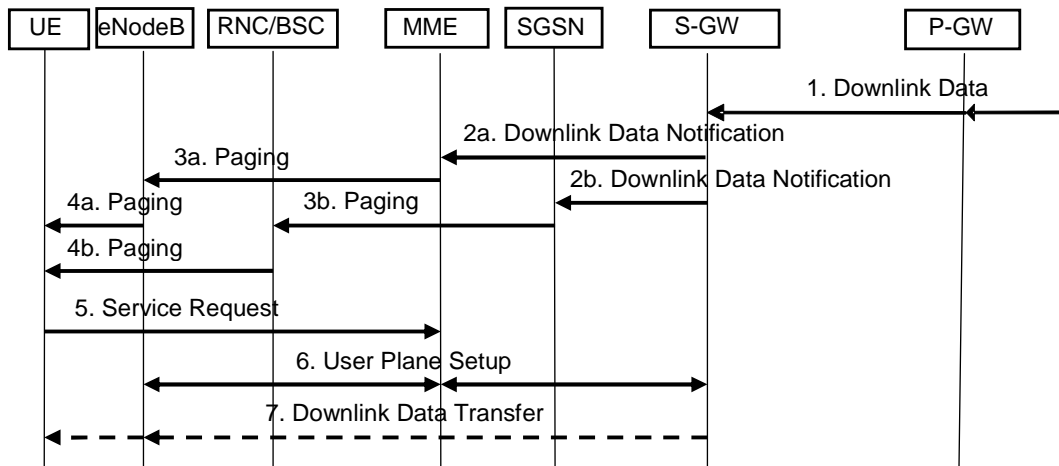 UE eNodeB RNC/BSC MME SGSN S-GW P-GW
1. Downlink Data
2a. Downlink Data Notification
3a. Paging
2b. Downlink Data Notification
4a. Paging 3b. Paging
4b. Paging
5. Service Request
6. User Plane Setup
7. Downlink Data Transfer